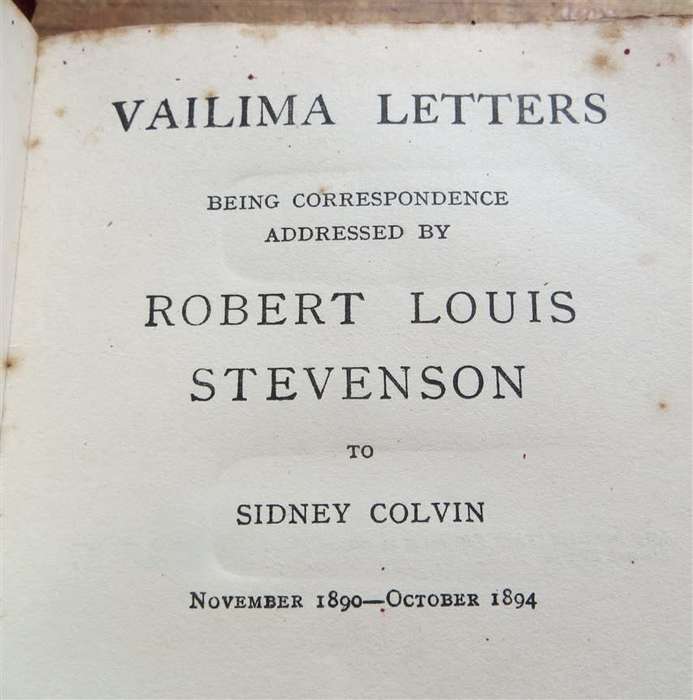 VAILIMA LETTERS
BEING CORRESPONDENCE
ADDRESSED BY
ROBERT LOUIS
STEVENSON
TO
SIDNEY COLVIN
NOVEMBER 1890—OCTOBER 1894